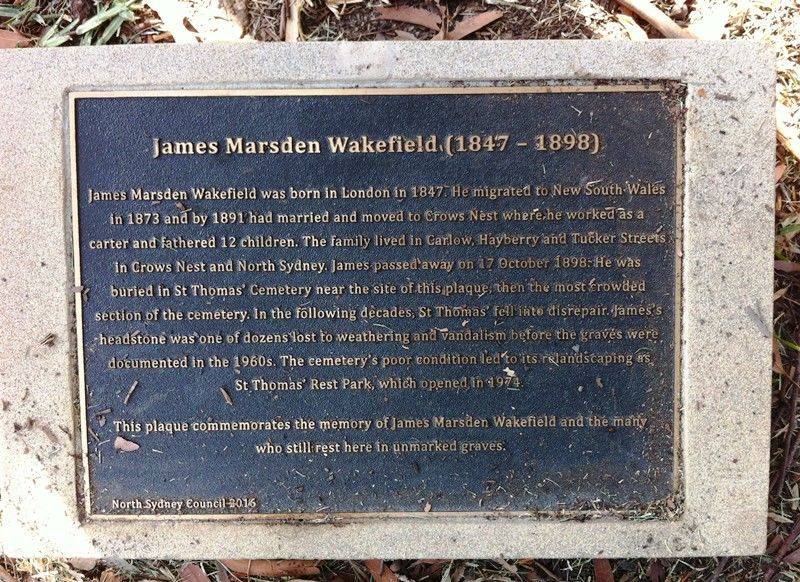 James Marsden Wakefield (1847 – 1898)
James Marsden Wakefield was born in London in 1847. He migrated to New South Wales
in 1873 and by 1891 had married and moved to Crows Nest where he worked as a
carter and fathered 12 children. The family lived in Carlow, Hayberry and Tucker Streets
in Crows Nest and North Sydney. James passed away on 17 October 1898. He was
buried in St Thomas' Cemetery near the site of this plaque, then the most crowded
section of the cemetery. In the following decades, St Thomas' fell into disrepair. James's
headstone was one of dozens lost to weathering and vandalism before the graves were
documented in the 1960s. The cemetery's poor condition led to its relandscaping as
St Thomas' Rest Park, which opened in 1974.
This plaque commemorates the memory of James Marsden Wakefield and the many
who still rest here in unmarked graves.
North Sydney Council 2016